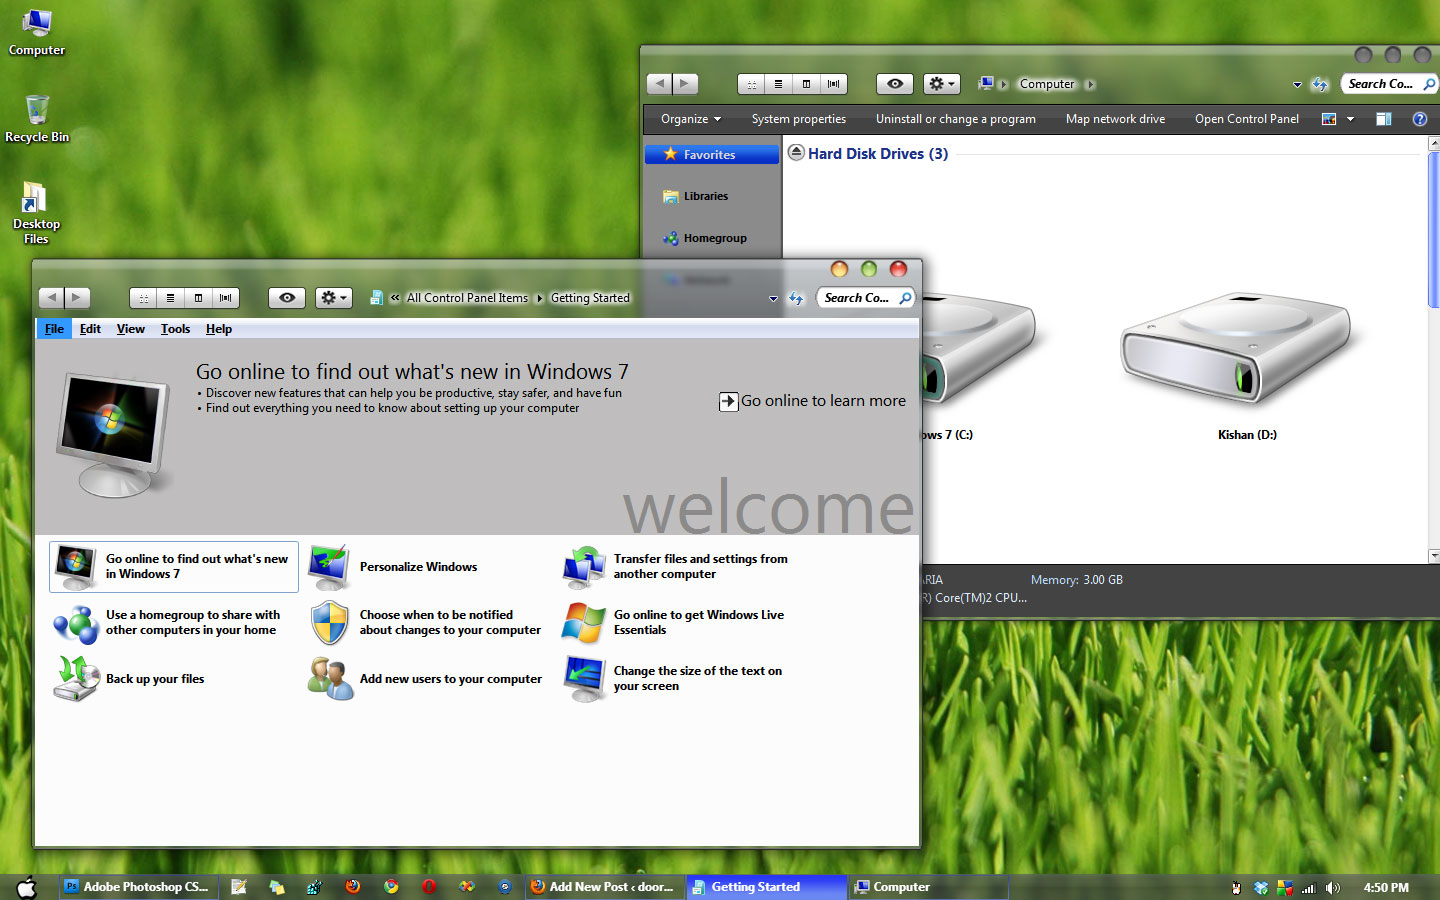 Computer
Recycle Bin
Desktop
Files
Computer
Search Co...
Organize
System properties
Uninstall or change a program
Map network drive
Open Control Panel
Favorites
Libraries
Homegroup
Hard Disk Drives (3)
ows 7 (C:)
Kishan (D:)
ARIA
Memory: 3.00 GB
R) Core(TM)2 CPU...
« All Control Panel Items
Getting Started
Search Co...
File Edit View Tools Help
Go online to find out what's new in Windows 7
• Discover new features that can help you be productive, stay safer, and have fun
• Find out everything you need to know about setting up your computer
Go online to learn more
welcome
Go online to find out what's new
in Windows 7
Personalize Windows
Transfer files and settings from
another computer
Use a homegroup to share with
other computers in your home
Choose when to be notified
about changes to your computer
Go online to get Windows Live
Essentials
Back up your files
Add new users to your computer
Change the size of the text on
your screen
Ps
Adobe Photoshop CS...
Add New Post ‹ door...
Getting Started
Computer
4:50 PM